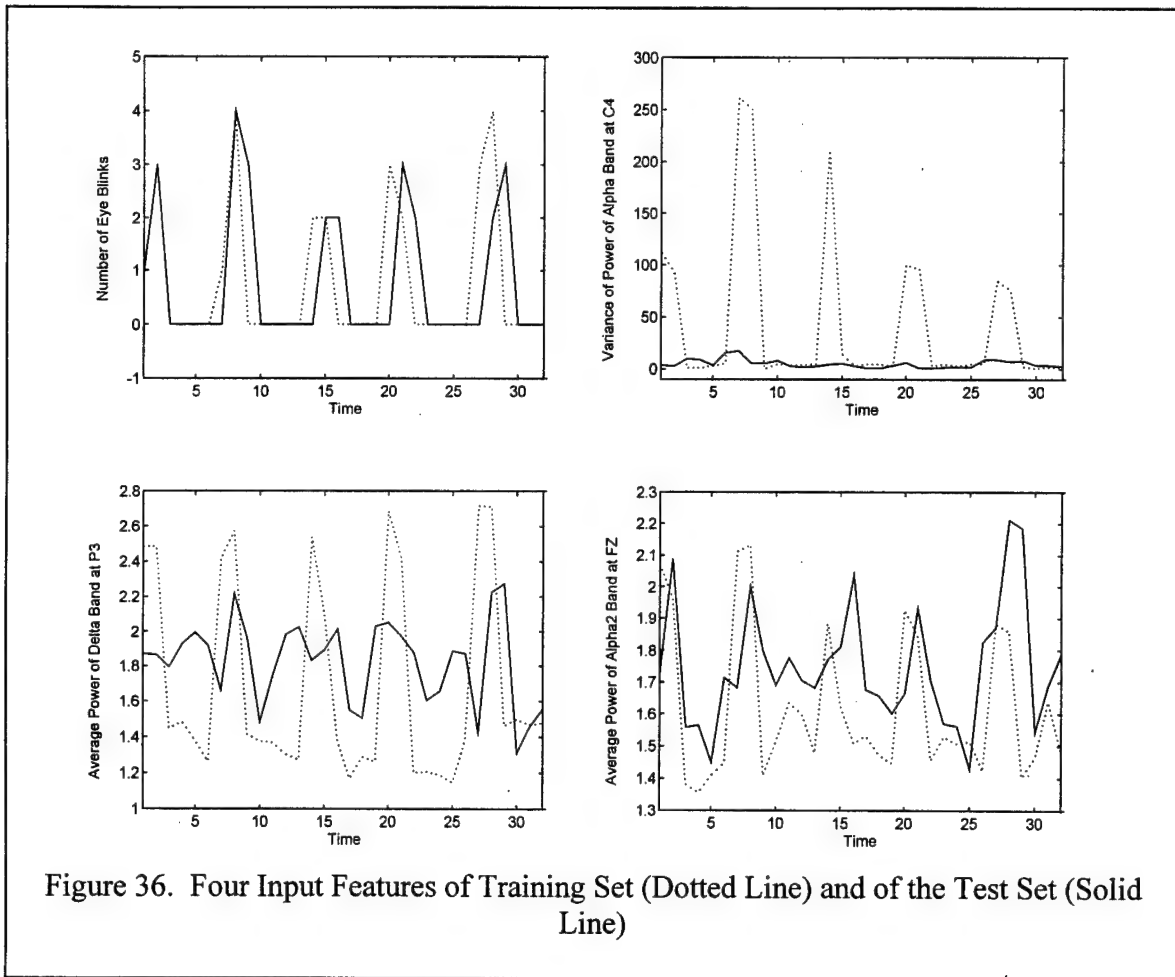 5
4
3
2
1
0
-1
Number of Eye Blinks
5 10 15 20 25 30
Time
300
250
200
150
100
50
0
Variance of Power of Alpha Band at C4
5 10 15 20 25 30
Time
2.8
2.6
2.4
2.2
2
1.8
1.6
1.4
1.2
1
Average Power of Delta Band at P3
5 10 15 20 25 30
Time
2.3
2.2
2.1
2
1.9
1.8
1.7
1.6
1.5
1.4
1.3
Average Power of Alpha2 Band at FZ
5 10 15 20 25 30
Time
Figure 36. Four Input Features of Training Set (Dotted Line) and of the Test Set (Solid
Line)